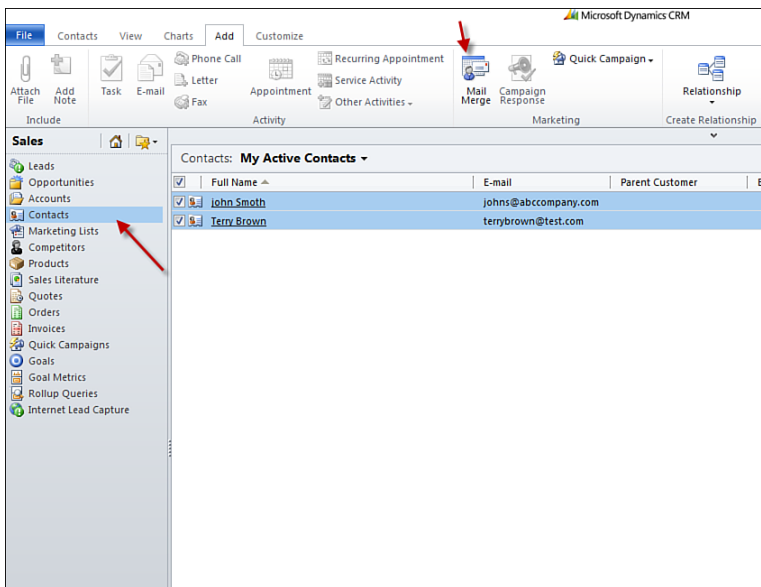 Microsoft Dynamics CRM
File Contacts View Charts Add Customize
Attach File
Add Note
Task
E-mail
Phone Call
Letter
Fax
Appointment
Recurring Appointment
Service Activity
Other Activities
Mail Merge
Campaign Response
Quick Campaign
Relationship
Include Activity Marketing Create Relationship
Sales
Leads
Opportunities
Accounts
Contacts
Marketing Lists
Competitors
Products
Sales Literature
Quotes
Orders
Invoices
Quick Campaigns
Goals
Goal Metrics
Rollup Queries
Internet Lead Capture
Contacts: My Active Contacts
Full Name E-mail Parent Customer
john Smoth johns@abccompany.com
Terry Brown terrybrown@test.com